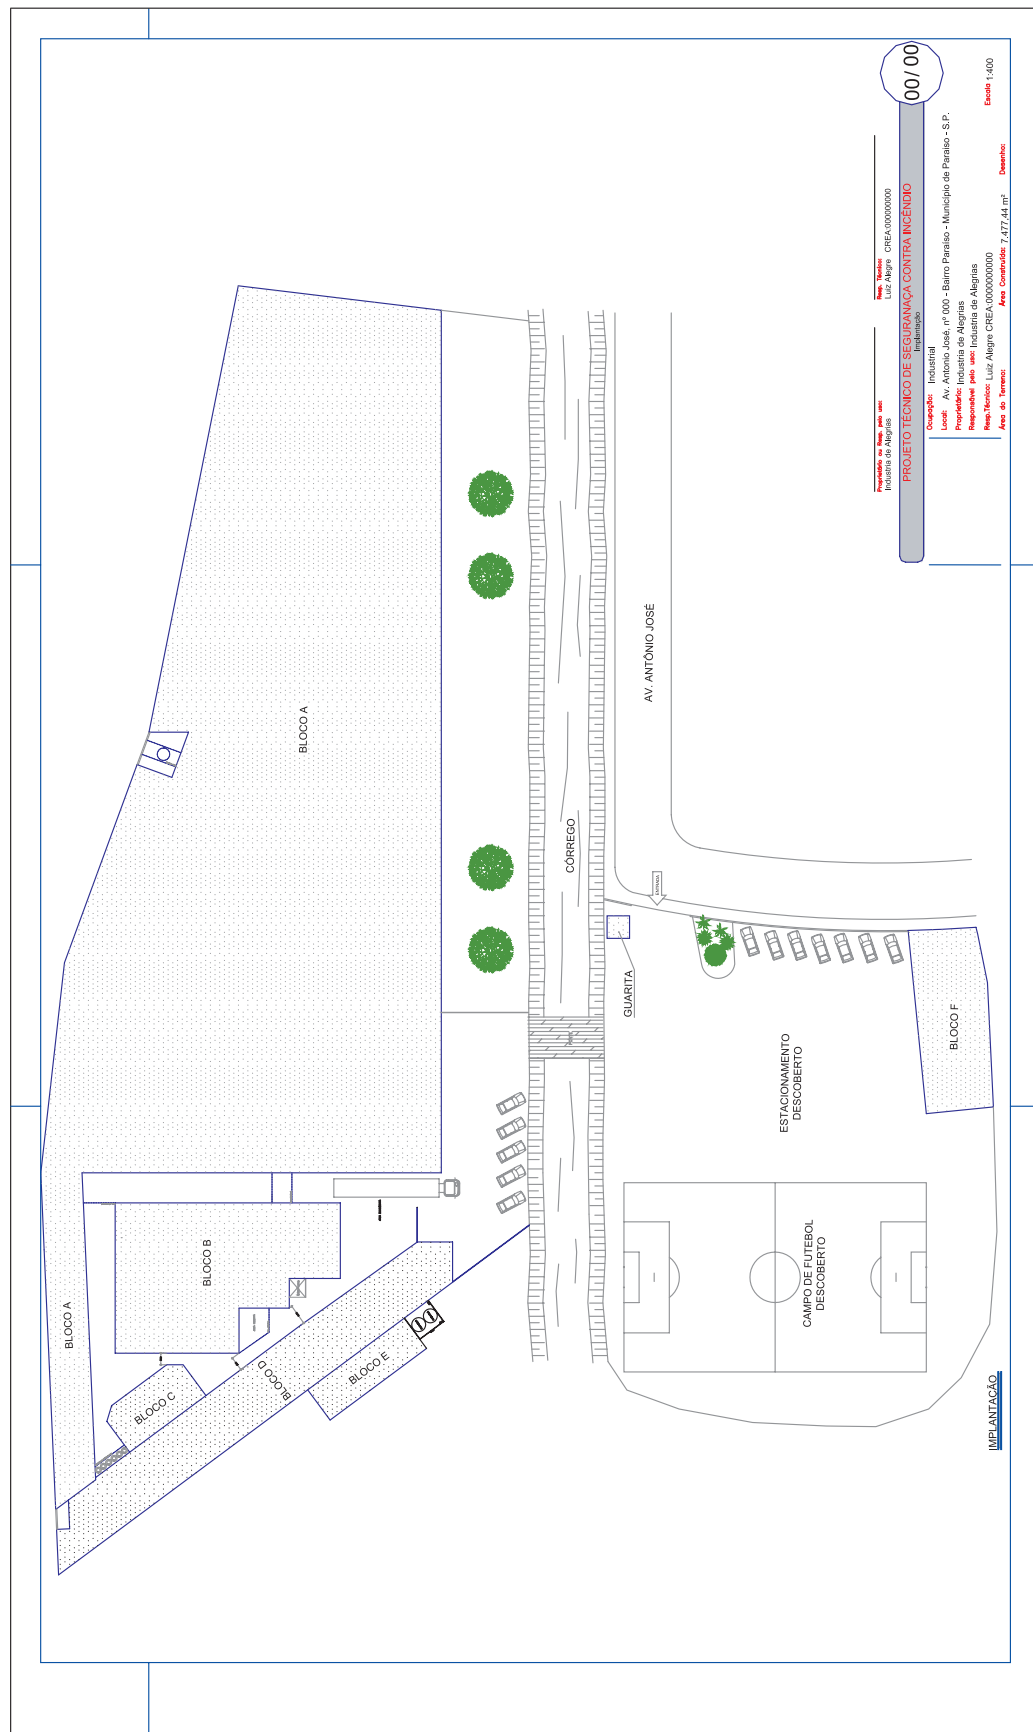 BLOCO A
BLOCO A
BLOCO B
BLOCO C
BLOCO D
BLOCO E
CÓRREGO
AV. ANTÔNIO JOSÉ
ENTRADA
GUARITA
ESTACIONAMENTO
DESCOBERTO
BLOCO F
CAMPO DE FUTEBOL
DESCOBERTO
IMPLANTAÇÃO
Proprietário ou Resp. pelo uso:
Industria de Alegrias
Resp. Técnico:
Luiz Alegre CREA:000000000
PROJETO TÉCNICO DE SEGURANAÇA CONTRA INCÊNDIO
Implantação
00/ 00
Ocupação: Industrial
Local: Av. Antonio José, nº 000 - Bairro Paraíso - Município de Paraíso - S.P.
Proprietário: Industria de Alegrias
Responsável pelo uso: Industria de Alegrias
Resp.Técnico: Luiz Alegre CREA:0000000000
Escala 1:400
Área do Terreno:
Área Construída: 7.477,44 m²
Desenho: